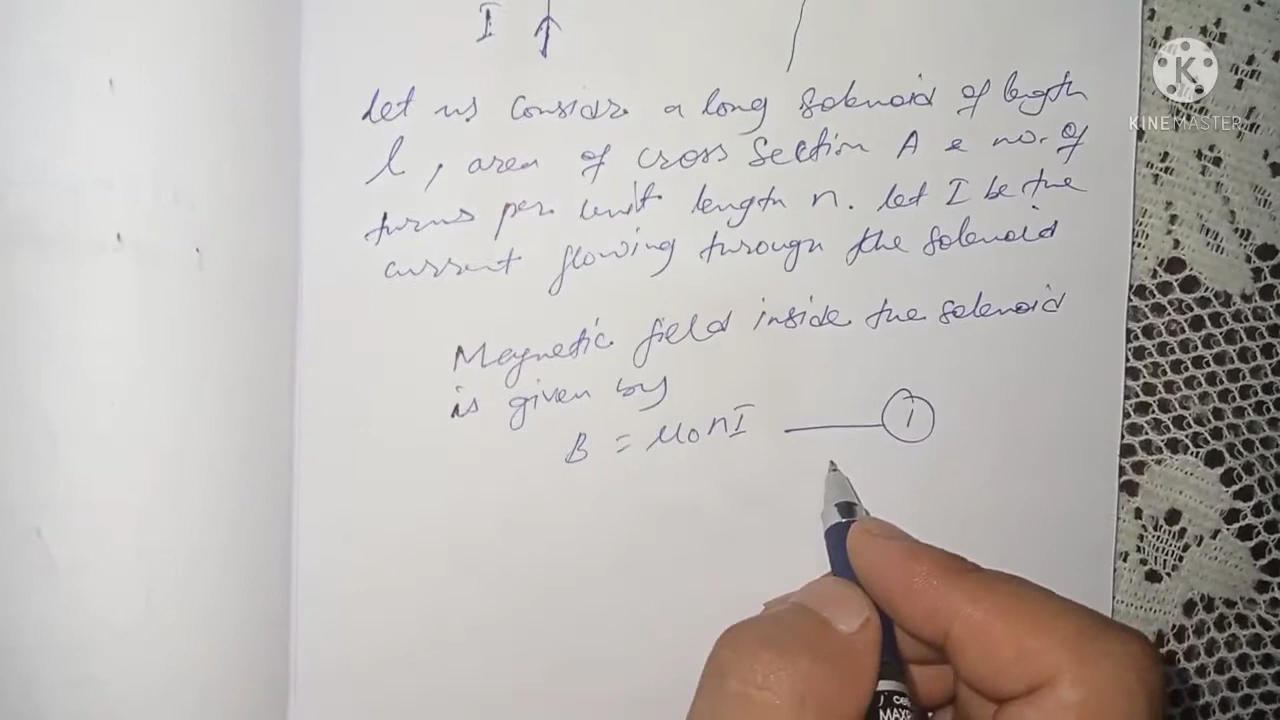 I
let us consider a long solenoid of length
l, area of cross section A & no. of
turns per unit length n. let I be the
current flowing through the solenoid
Magnetic field inside the solenoid
is given by
B = μ0nI 1
K
KINEMASTER
MAX